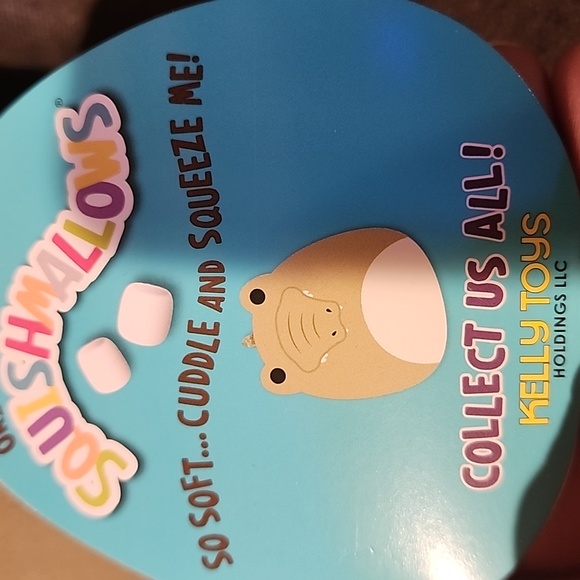 SQUISHMALLOWS®
SO SOFT... CUDDLE AND SQUEEZE ME!
COLLECT US ALL!
KELLY TOYS
HOLDINGS LLC